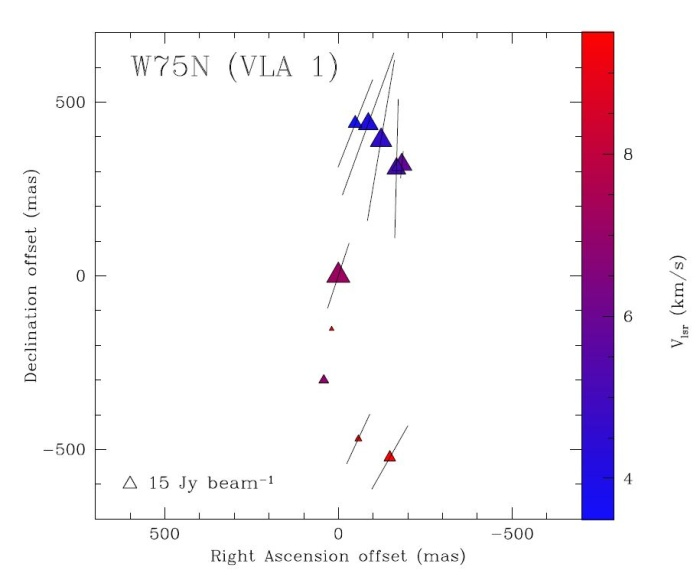 W75N (VLA 1)
500
0
−500
Declination offset (mas)
△ 15 Jy beam⁻¹
500
0
−500
Right Ascension offset (mas)
8
6
4
V_lsr (km/s)